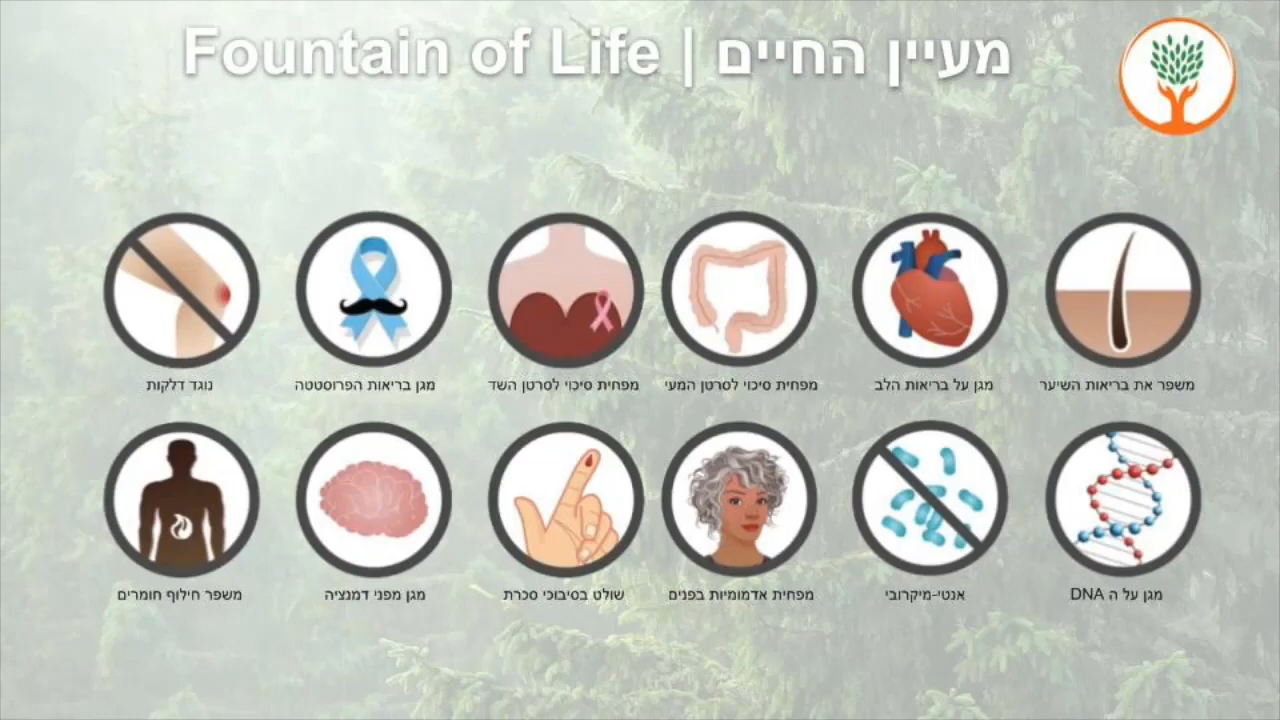 Fountain of Life | מעיין החיים
משפר את בריאות השיער
מגן על בריאות הלב
מפחית סיכוי לסרטן המעי
מפחית סיכוי לסרטן השד
מגן בריאות הפרוסטטה
נוגד דלקות
מגן על ה DNA
אנטי-מיקרובי
מפחית אדמומיות בפנים
שולט בסיבוכי סכרת
מגן מפני דמנציה
משפר חילוף חומרים